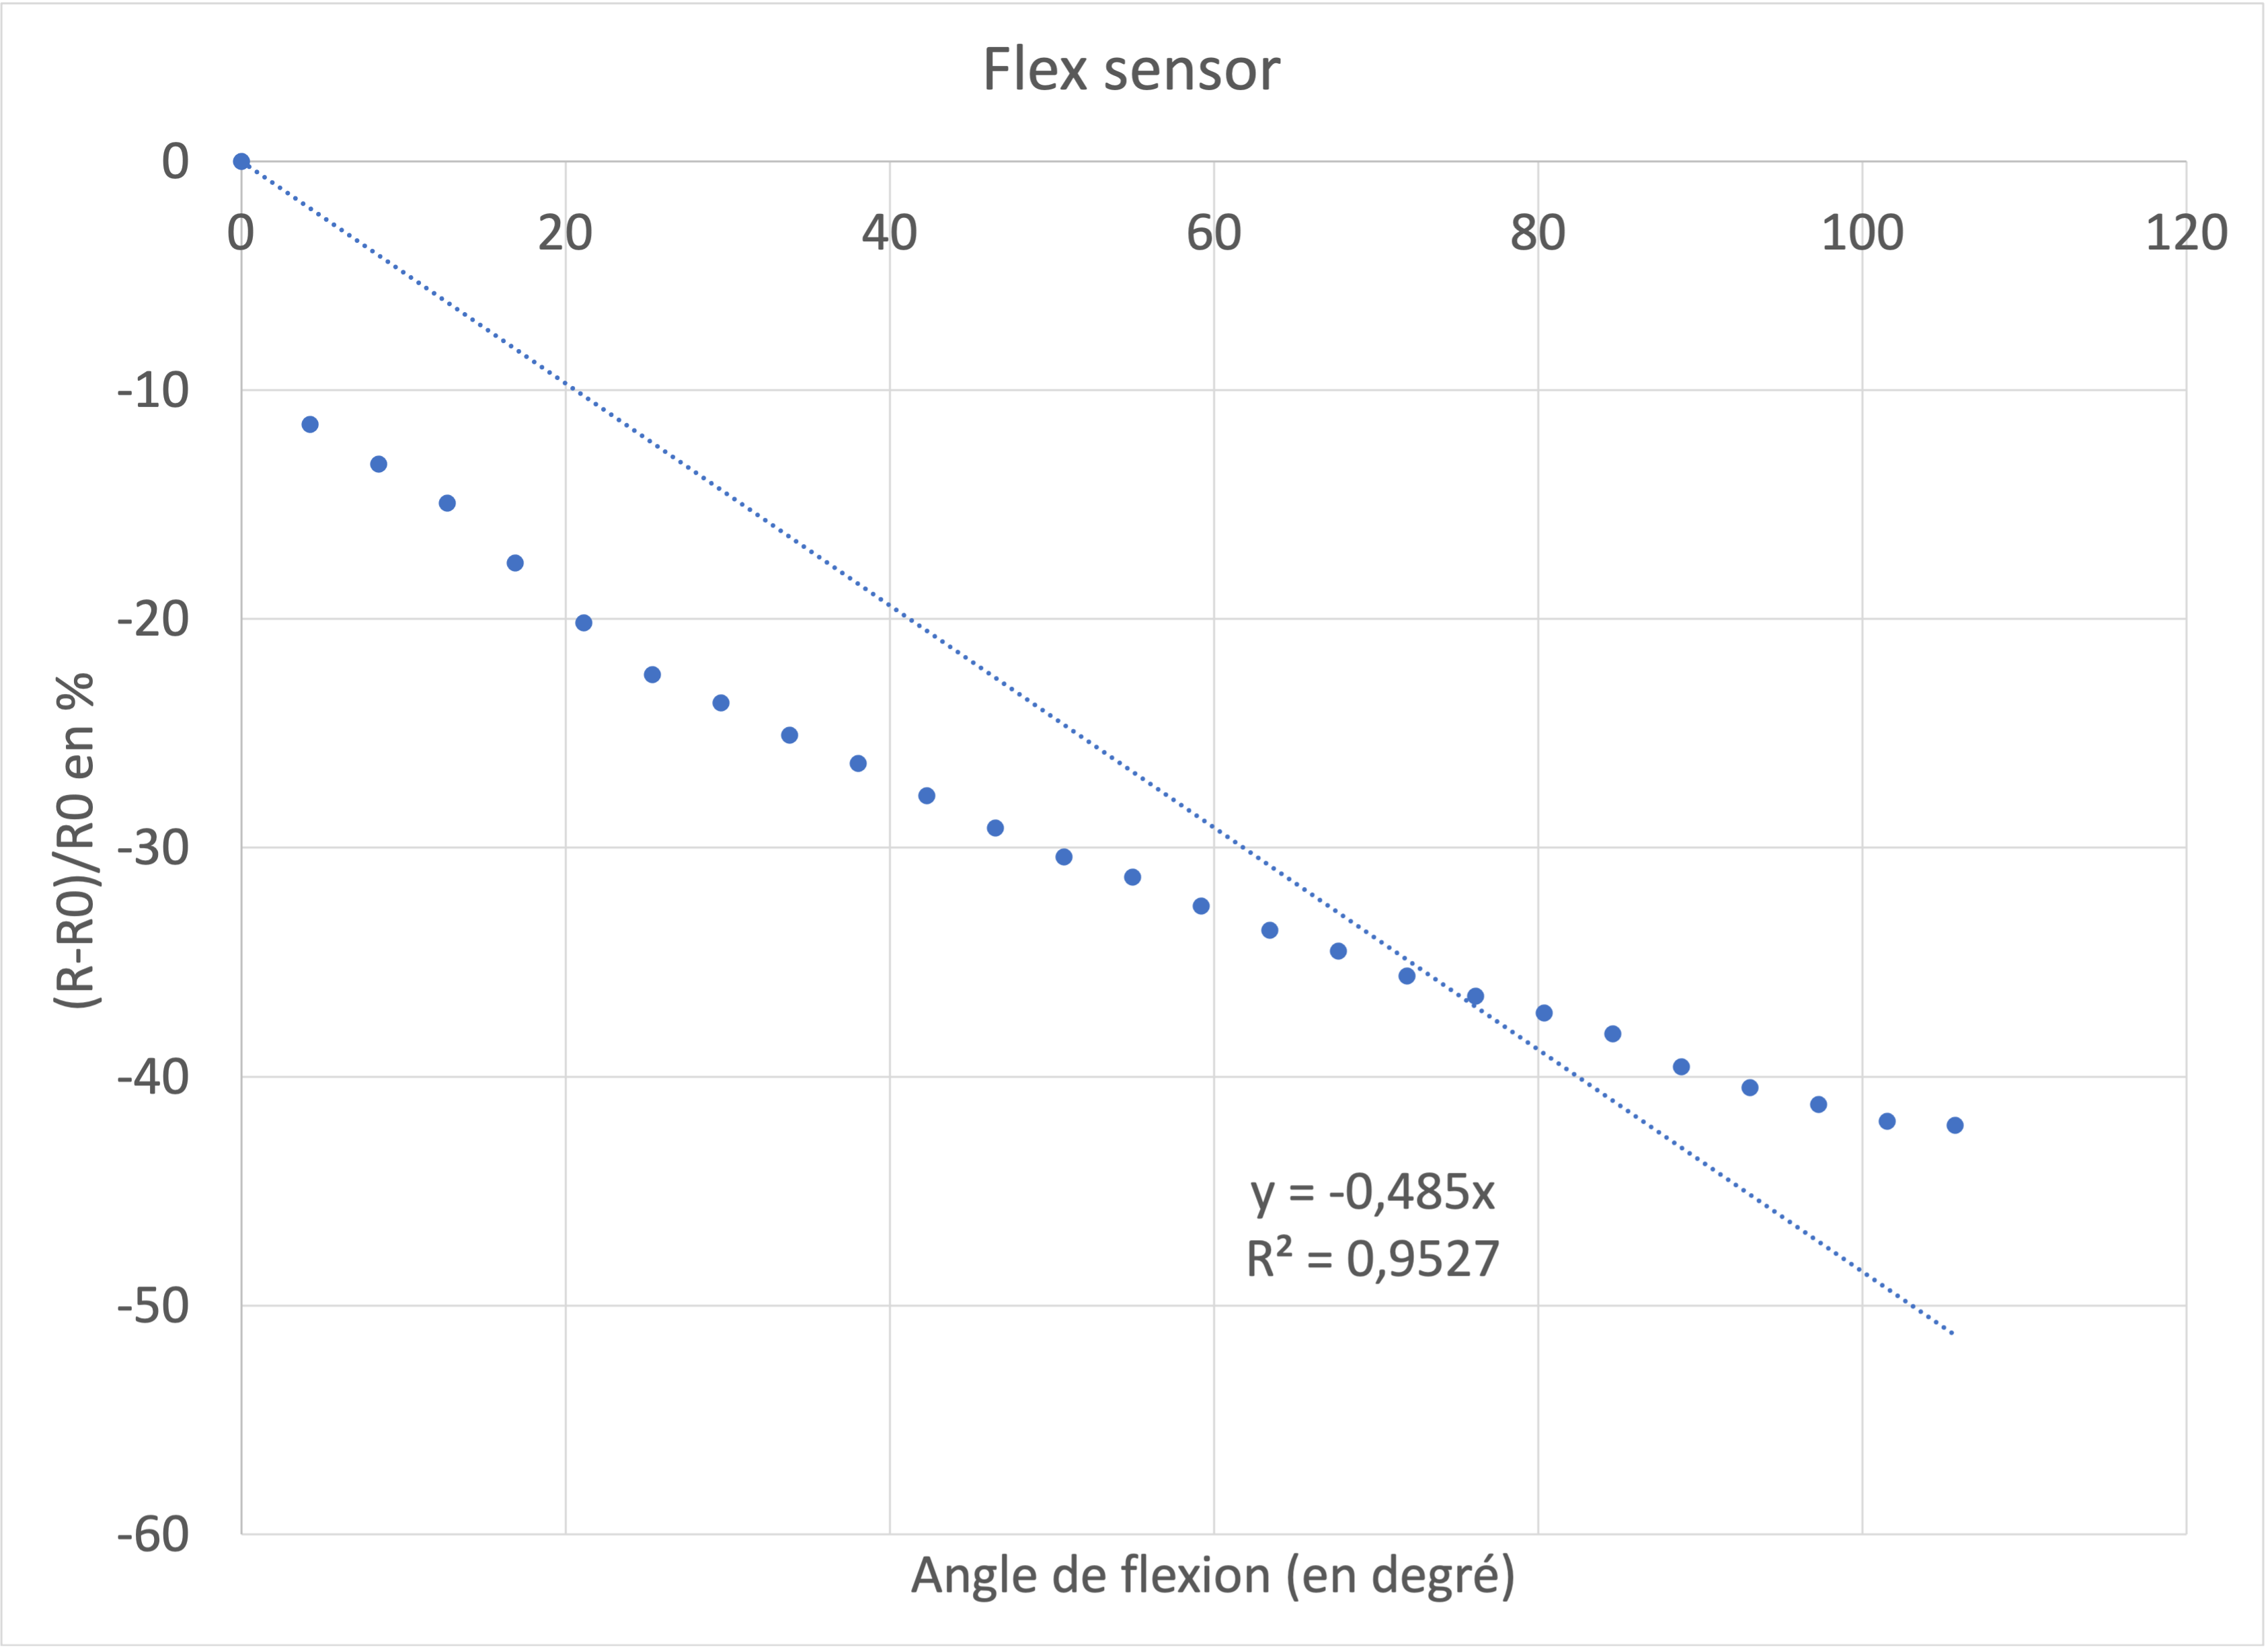 Flex sensor
0
0 20 40 60 80 100 120
-10
-20
-30
-40
-50
-60
(R-R0)/R0 en %
y = -0,485x
R² = 0,9527
Angle de flexion (en degré)